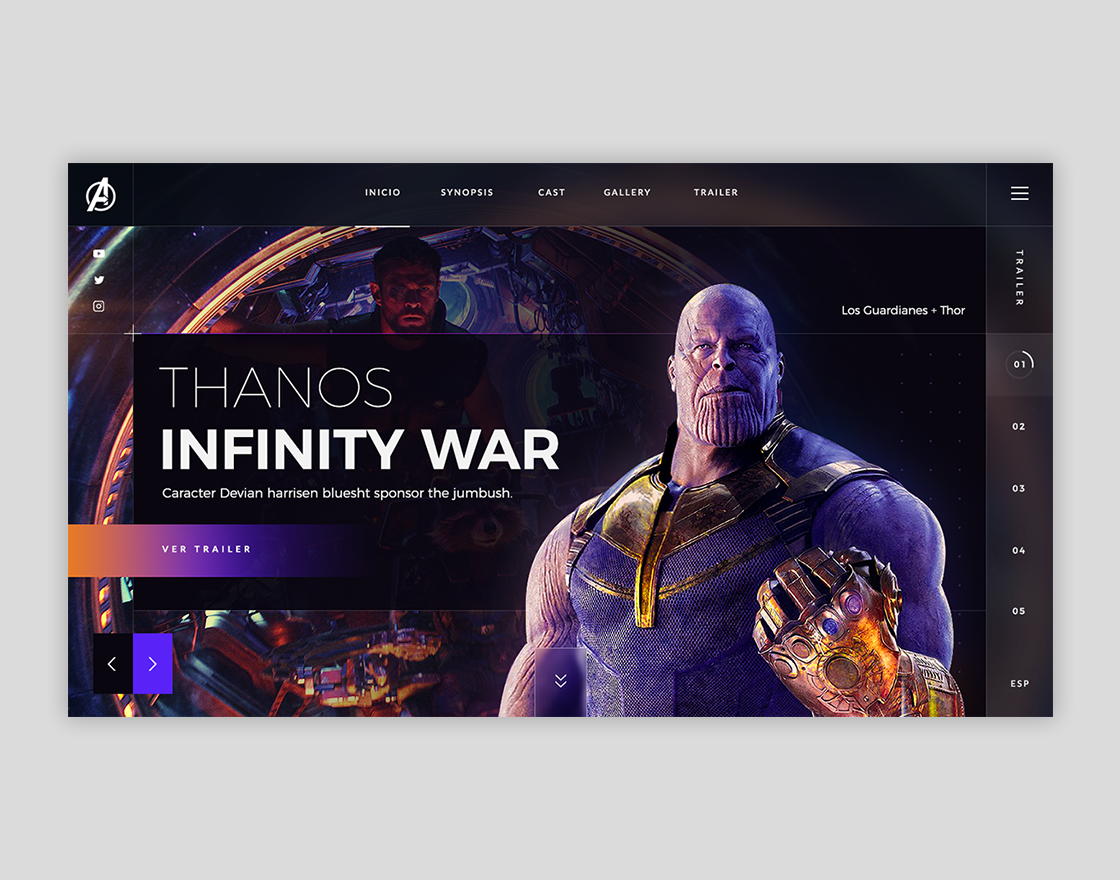 INICIO
SYNOPSIS
CAST
GALLERY
TRAILER
TRAILER
Los Guardianes + Thor
THANOS
INFINITY WAR
Caracter Devian harrisen bluesht sponsor the jumbush.
VER TRAILER
01
02
03
04
05
ESP